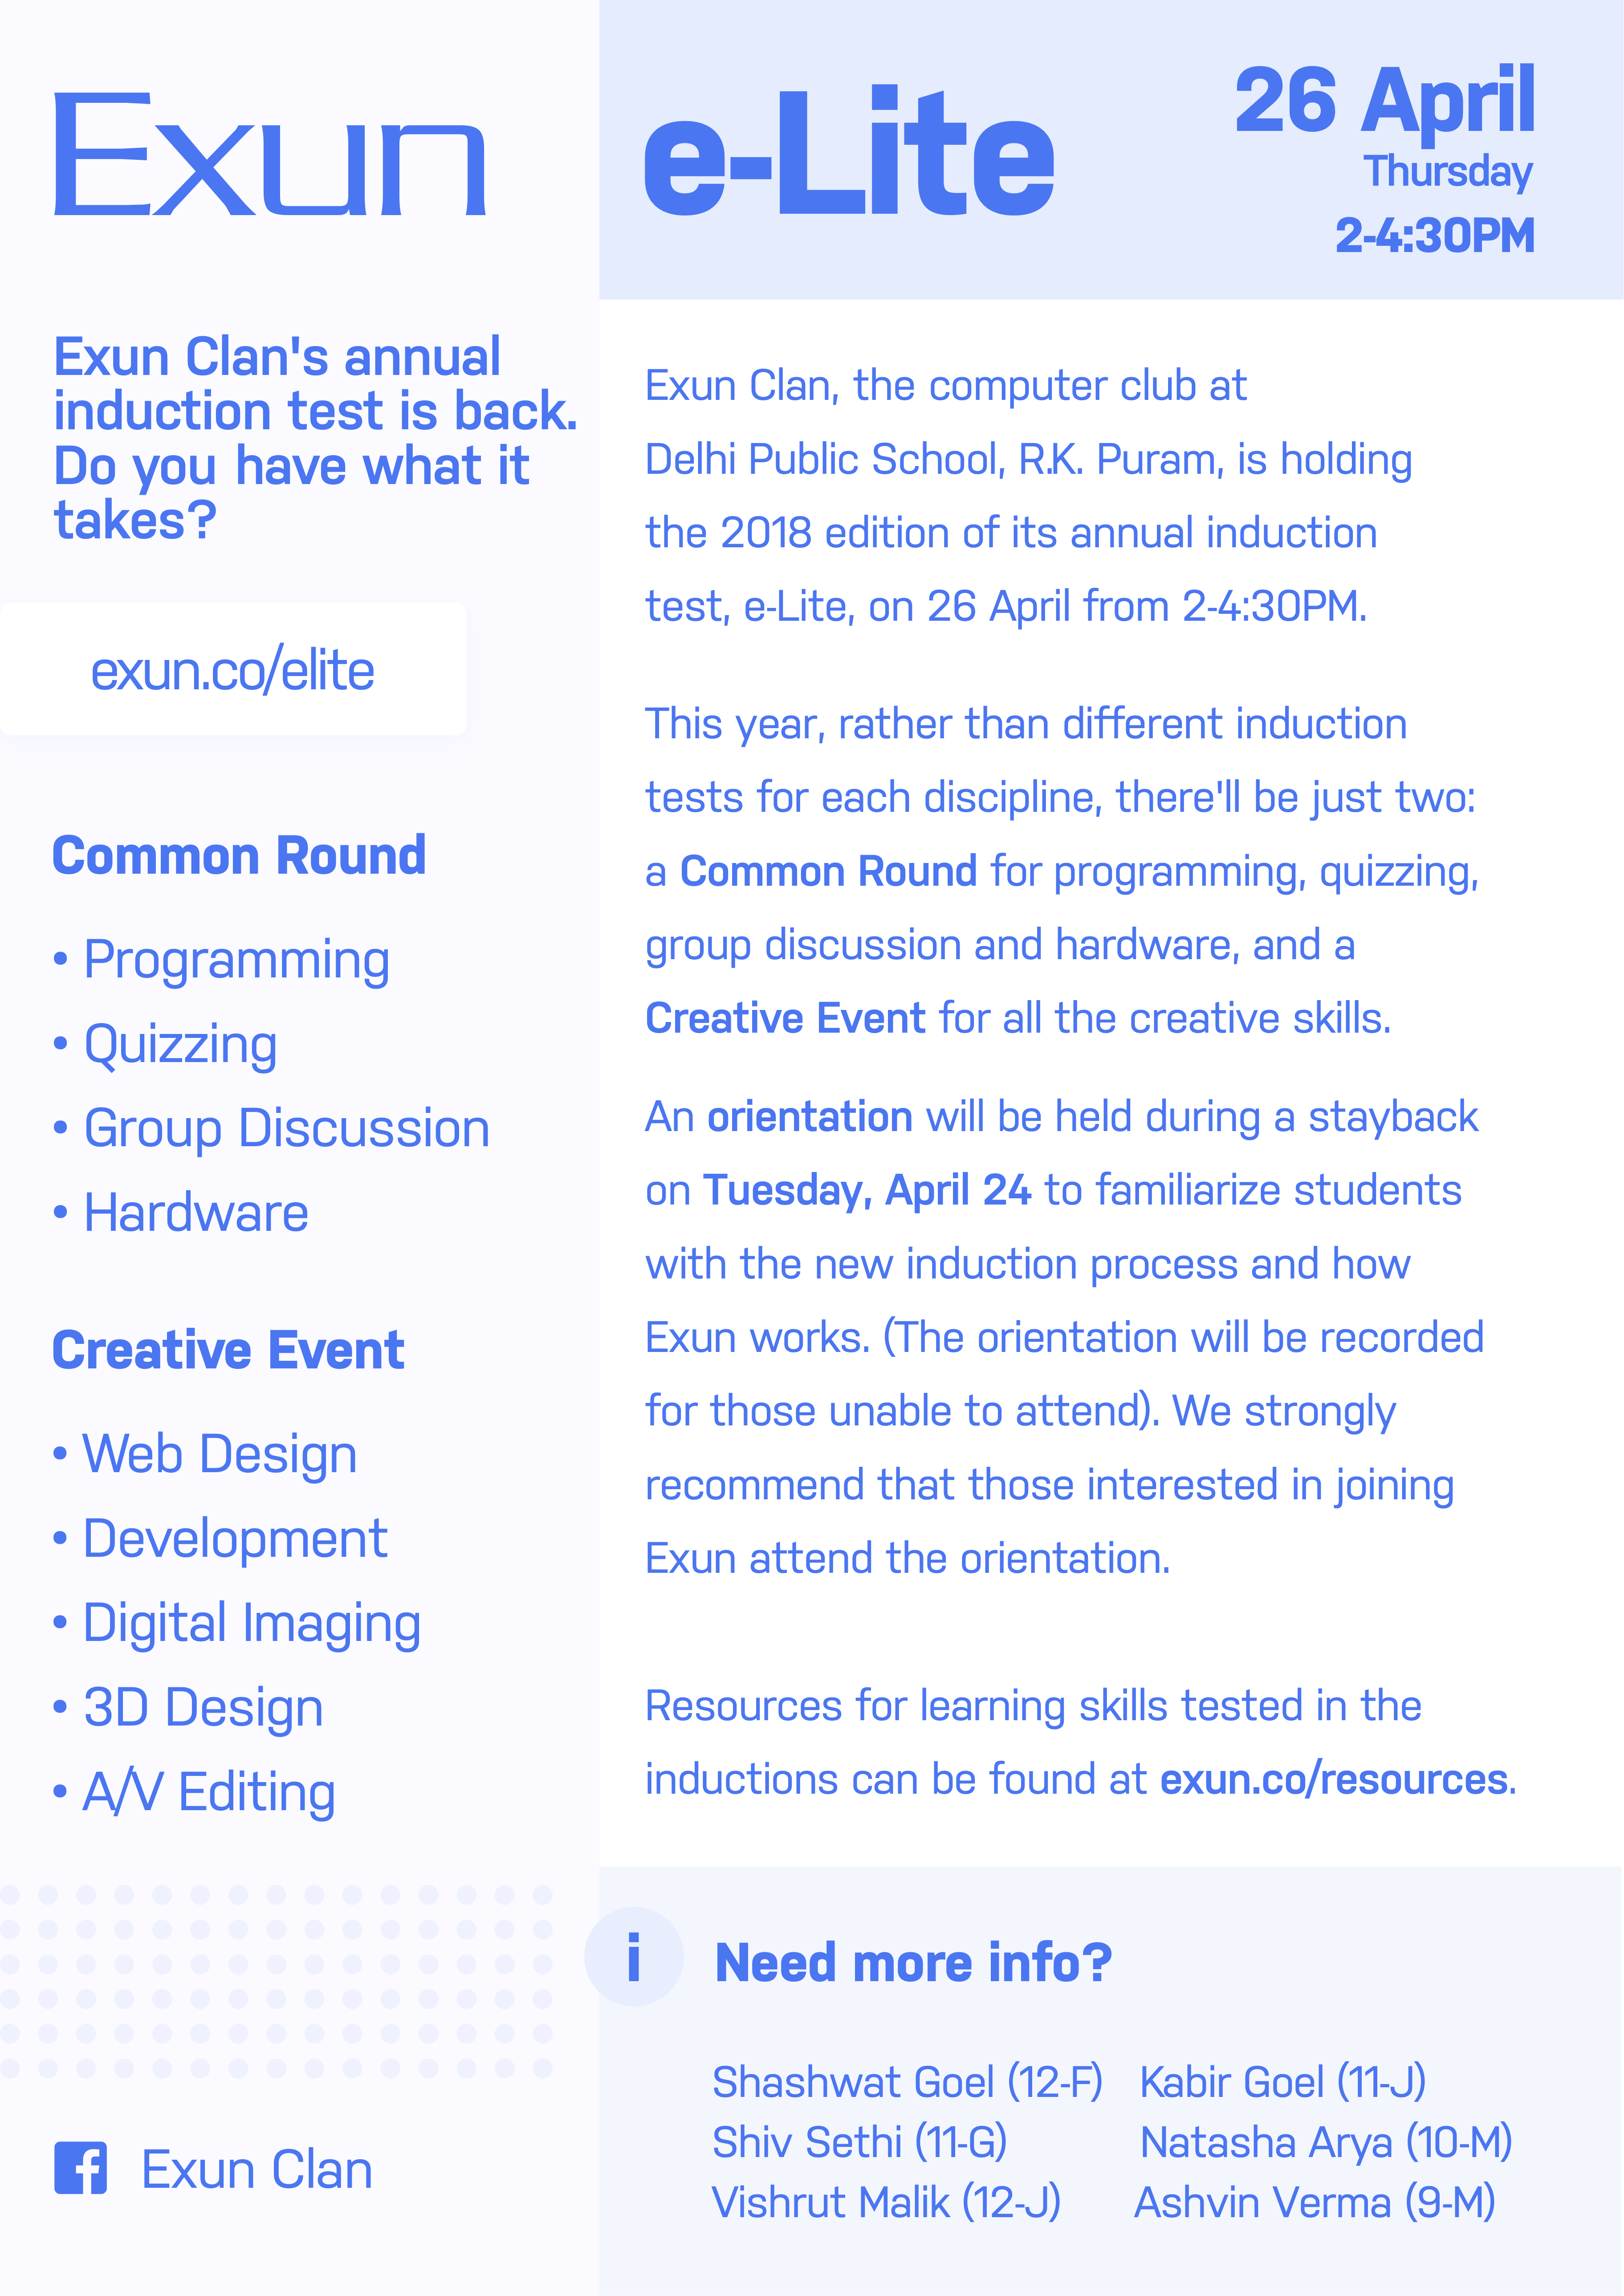 Exun
Exun Clan's annual
induction test is back.
Do you have what it
takes?
exun.co/elite
Common Round
• Programming
• Quizzing
• Group Discussion
• Hardware
Creative Event
• Web Design
• Development
• Digital Imaging
• 3D Design
• A/V Editing
Exun Clan
e-Lite
26 April
Thursday
2-4:30PM
Exun Clan, the computer club at
Delhi Public School, R.K. Puram, is holding
the 2018 edition of its annual induction
test, e-Lite, on 26 April from 2-4:30PM.
This year, rather than different induction
tests for each discipline, there'll be just two:
a Common Round for programming, quizzing,
group discussion and hardware, and a
Creative Event for all the creative skills.
An orientation will be held during a stayback
on Tuesday, April 24 to familiarize students
with the new induction process and how
Exun works. (The orientation will be recorded
for those unable to attend). We strongly
recommend that those interested in joining
Exun attend the orientation.
Resources for learning skills tested in the
inductions can be found at exun.co/resources.
i Need more info?
Shashwat Goel (12-F) Kabir Goel (11-J)
Shiv Sethi (11-G) Natasha Arya (10-M)
Vishrut Malik (12-J) Ashvin Verma (9-M)